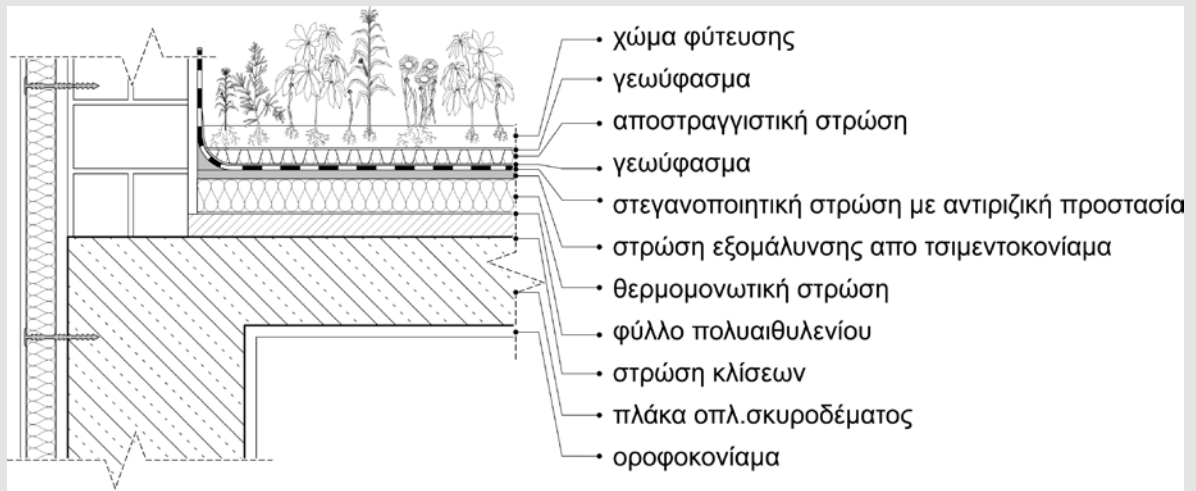 χώμα φύτευσης
γεωύφασμα
αποστραγγιστική στρώση
γεωύφασμα
στεγανοποιητική στρώση με αντιριζική προστασία
στρώση εξομάλυνσης απο τσιμεντοκονίαμα
θερμομονωτική στρώση
φύλλο πολυαιθυλενίου
στρώση κλίσεων
πλάκα οπλ.σκυροδέματος
οροφοκονίαμα